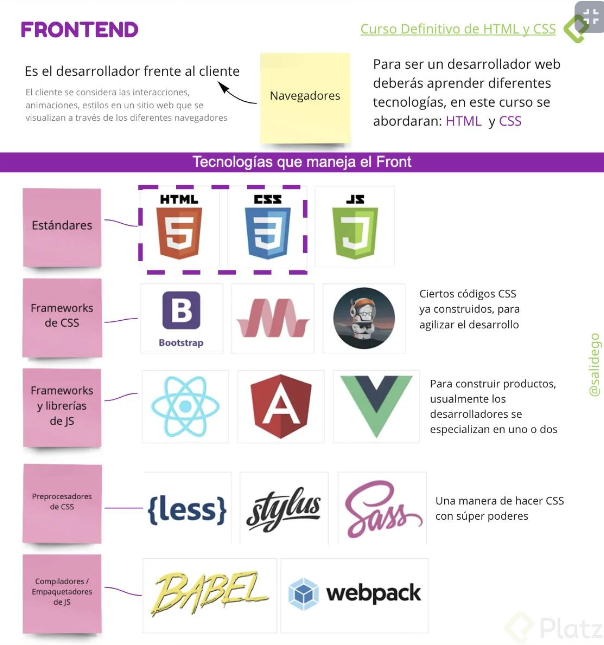 FRONTEND
Curso Definitivo de HTML y CSS
Es el desarrollador frente al cliente
El cliente se considera las interacciones,
animaciones, estilos en un sitio web que se
visualizan a través de los diferentes navegadores
Navegadores
Para ser un desarrollador web
deberás aprender diferentes
tecnologías, en este curso se
abordaran: HTML y CSS
Tecnologías que maneja el Front
Estándares
HTML
5
CSS
3
JS
J
Frameworks
de CSS
B
Bootstrap
Ciertos códigos CSS
ya construidos, para
agilizar el desarrollo
Frameworks
y librerías
de JS
A
Para construir productos,
usualmente los
desarrolladores se
especializan en uno o dos
@salidego
Preprocesadores
de CSS
{less}
stylus
Sass
Una manera de hacer CSS
con súper poderes
Compiladores /
Empaquetadores
de JS
BABEL
webpack
Platz